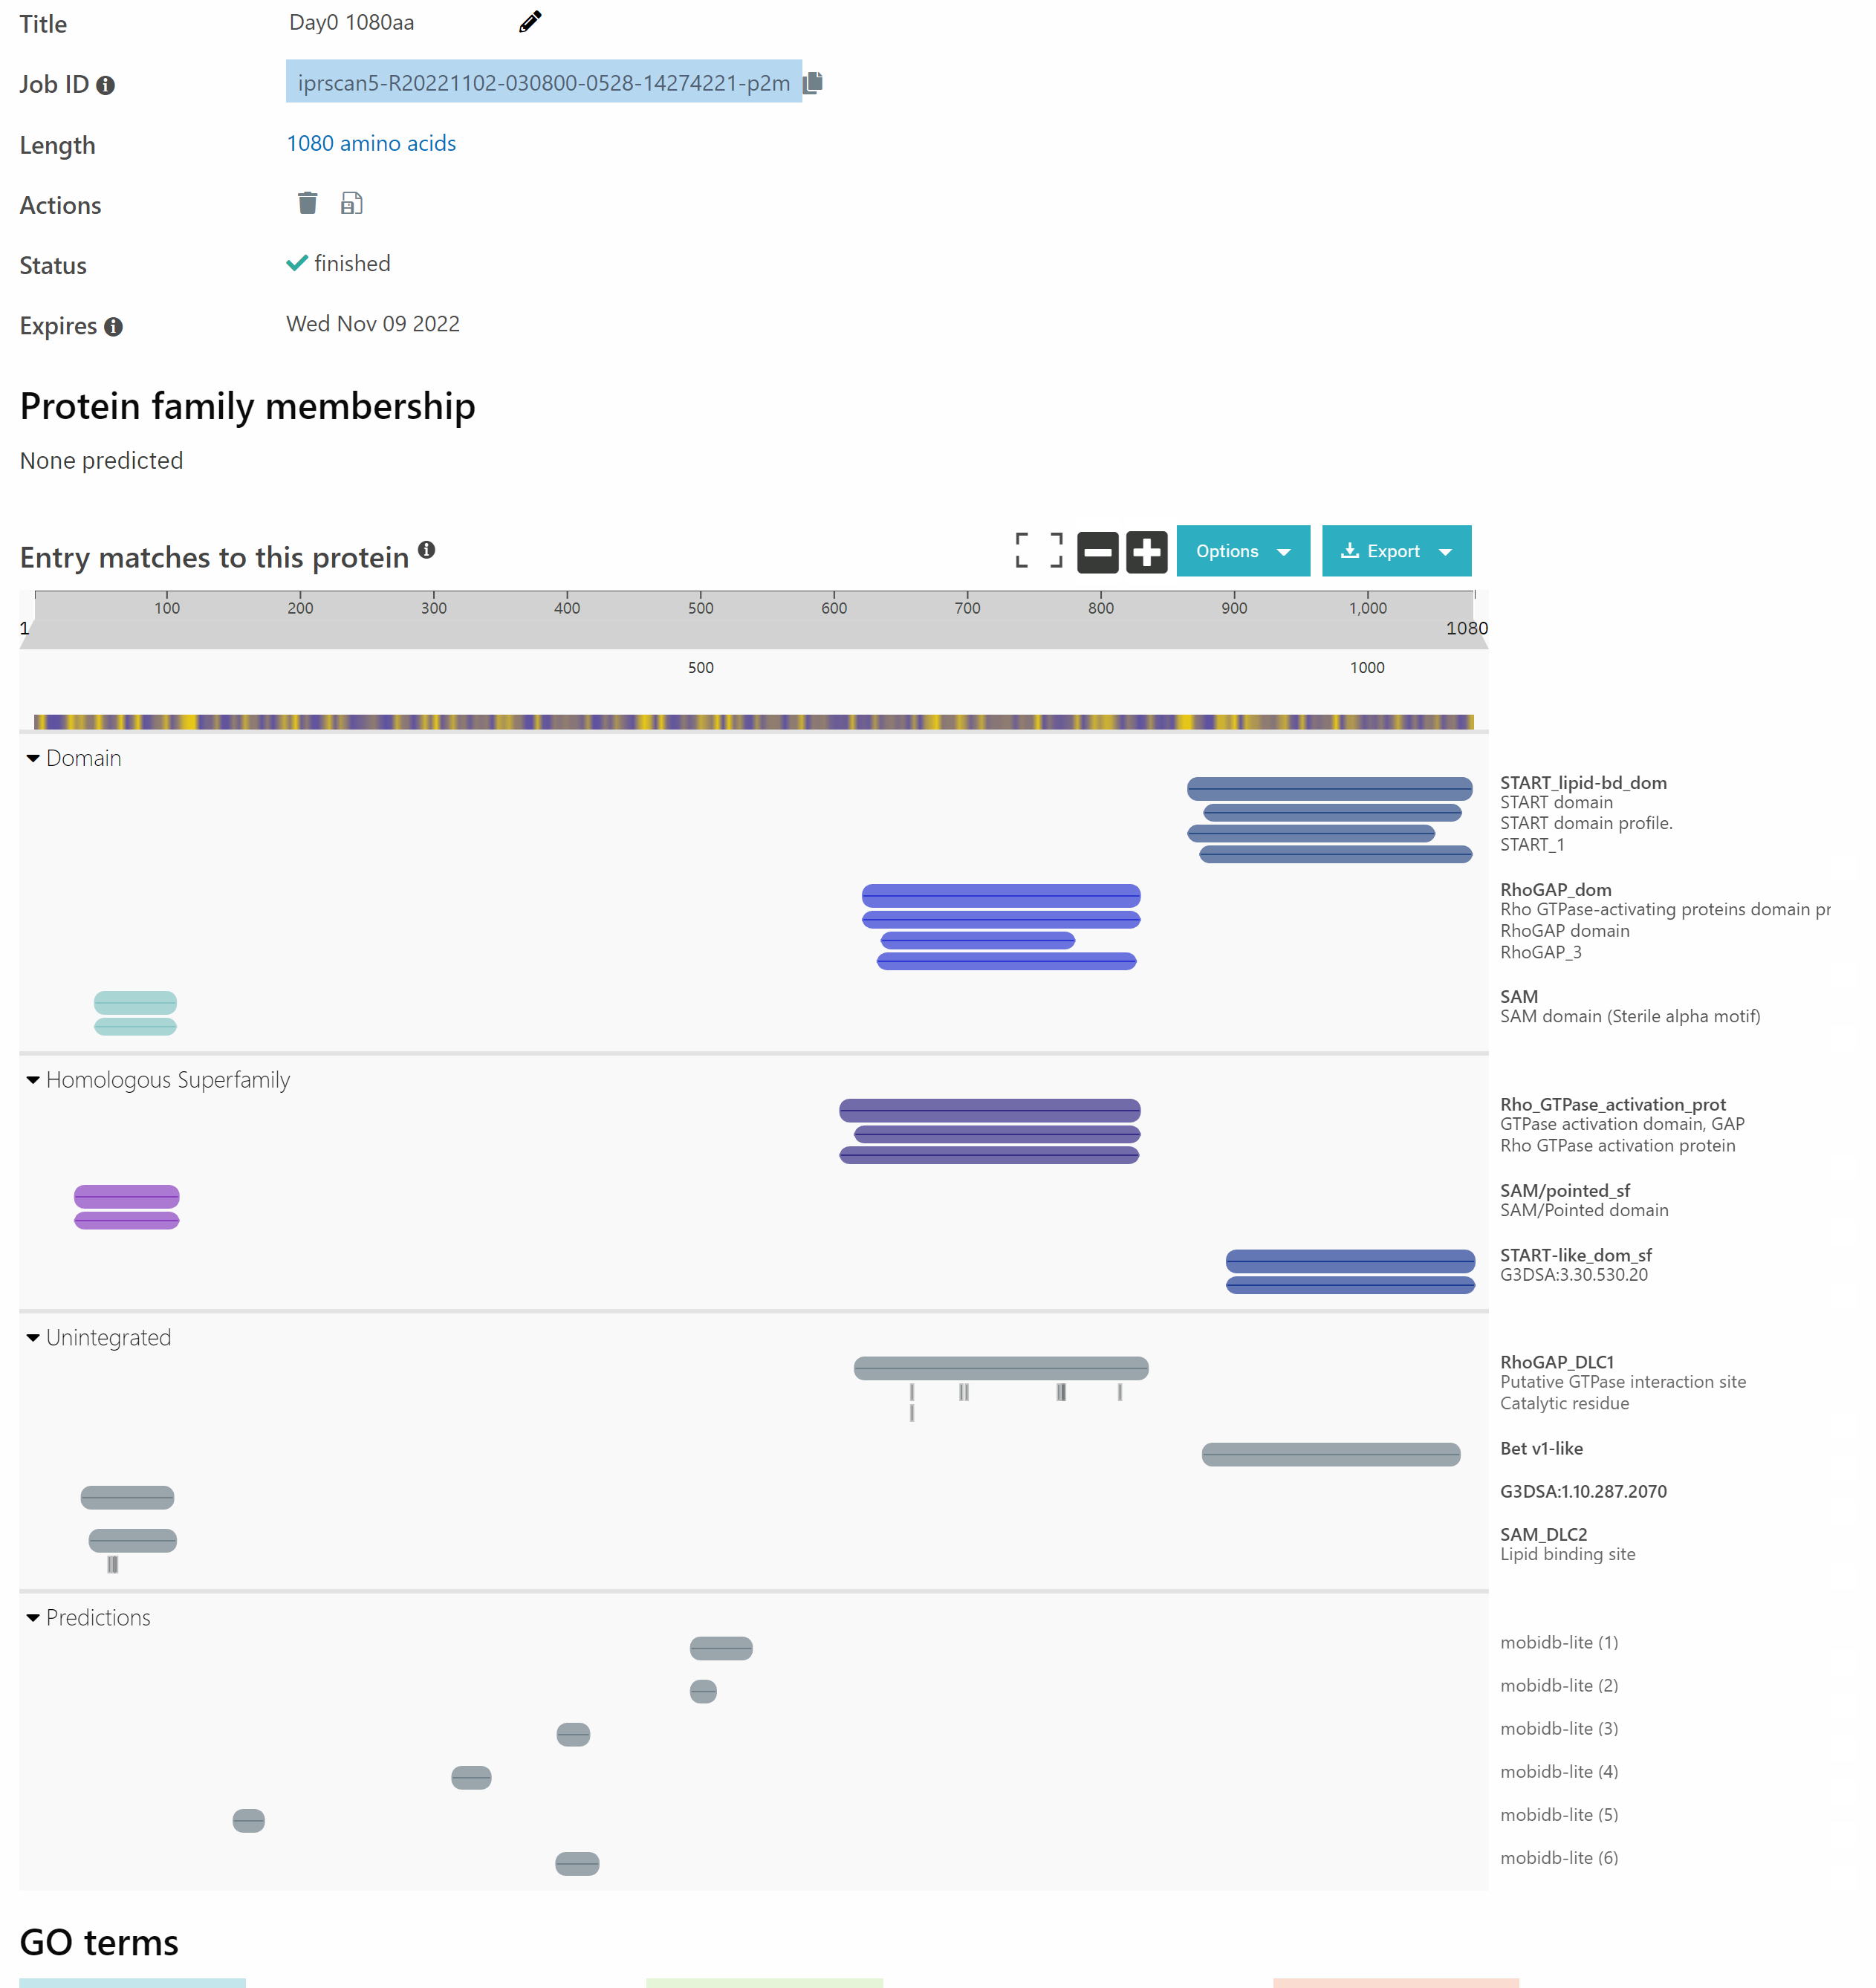 Title Day0 1080aa
Job ID iprscan5-R20221102-030800-0528-14274221-p2m
Length 1080 amino acids
Actions
Status finished
Expires Wed Nov 09 2022
Protein family membership
None predicted
Entry matches to this protein
Options Export
100 200 300 400 500 600 700 800 900 1,000
1 1080
500 1000
Domain
START_lipid-bd_dom
START domain
START domain profile.
START_1
RhoGAP_dom
Rho GTPase-activating proteins domain pr
RhoGAP domain
RhoGAP_3
SAM
SAM domain (Sterile alpha motif)
Homologous Superfamily
Rho_GTPase_activation_prot
GTPase activation domain, GAP
Rho GTPase activation protein
SAM/pointed_sf
SAM/Pointed domain
START-like_dom_sf
G3DSA:3.30.530.20
Unintegrated
RhoGAP_DLC1
Putative GTPase interaction site
Catalytic residue
Bet v1-like
G3DSA:1.10.287.2070
SAM_DLC2
Lipid binding site
Predictions
mobidb-lite (1)
mobidb-lite (2)
mobidb-lite (3)
mobidb-lite (4)
mobidb-lite (5)
mobidb-lite (6)
GO terms